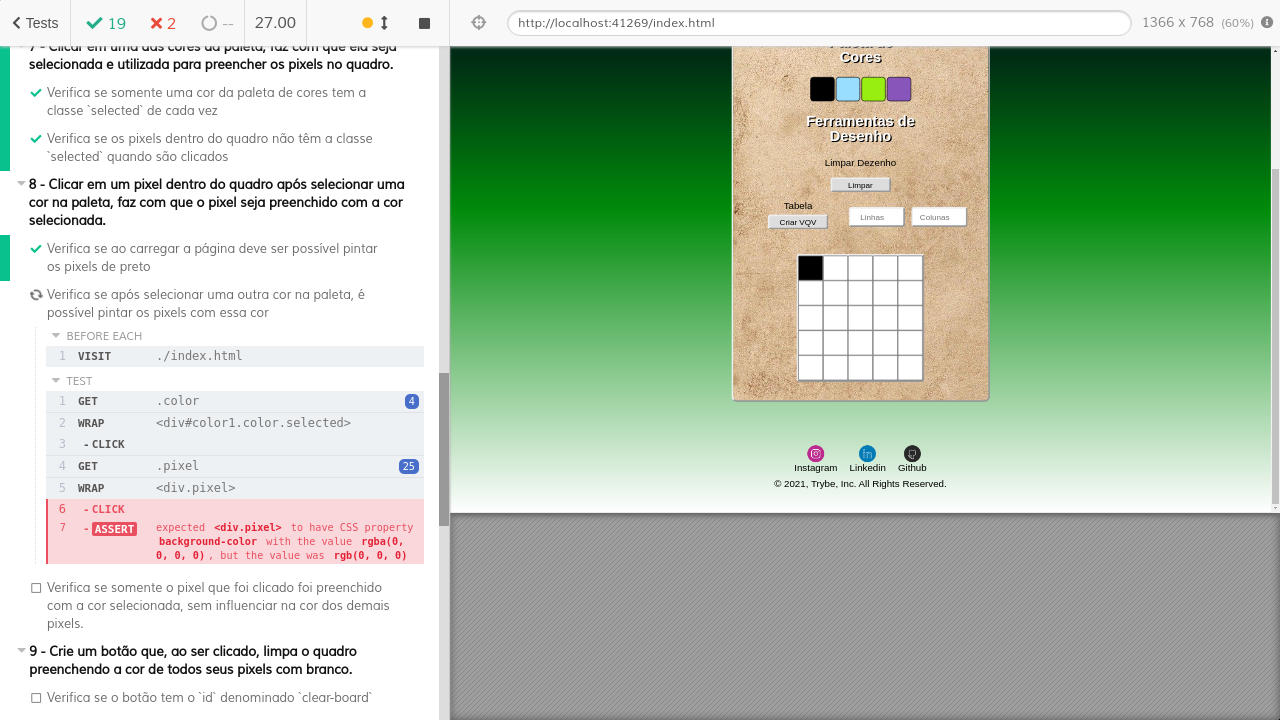 Tests
19
2
--
27.00
http://localhost:41269/index.html
1366 x 768 (60%)
7 - Clicar em uma das cores da paleta, faz com que ela seja
selecionada e utilizada para preencher os pixels no quadro.
Verifica se somente uma cor da paleta de cores tem a
classe `selected` de cada vez
Verifica se os pixels dentro do quadro não têm a classe
`selected` quando são clicados
8 - Clicar em um pixel dentro do quadro após selecionar uma
cor na paleta, faz com que o pixel seja preenchido com a cor
selecionada.
Verifica se ao carregar a página deve ser possível pintar
os pixels de preto
Verifica se após selecionar uma outra cor na paleta, é
possível pintar os pixels com essa cor
BEFORE EACH
1 VISIT ./index.html
TEST
1 GET .color 4
2 WRAP <div#color1.color.selected>
3 - CLICK
4 GET .pixel 25
5 WRAP <div.pixel>
6 - CLICK
7 - ASSERT expected <div.pixel> to have CSS property
background-color with the value rgba(0,
0, 0, 0), but the value was rgb(0, 0, 0)
Verifica se somente o pixel que foi clicado foi preenchido
com a cor selecionada, sem influenciar na cor dos demais
pixels.
9 - Crie um botão que, ao ser clicado, limpa o quadro
preenchendo a cor de todos seus pixels com branco.
Verifica se o botão tem o `id` denominado `clear-board`
Cores
Ferramentas de
Desenho
Limpar Dezenho
Limpar
Tabela
Criar VQV
Linhas
Colunas
Instagram
Linkedin
Github
© 2021, Trybe, Inc. All Rights Reserved.